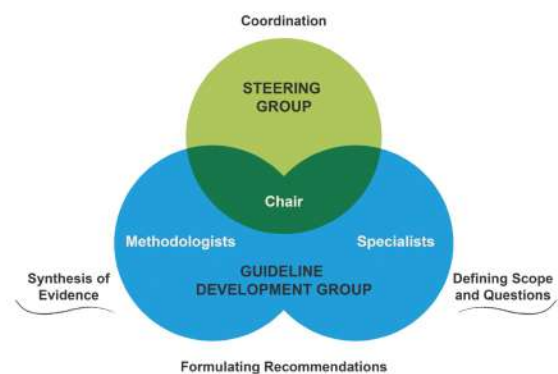 Coordination
STEERING
GROUP
Chair
Methodologists
Specialists
GUIDELINE
DEVELOPMENT GROUP
Synthesis of
Evidence
Defining Scope
and Questions
Formulating Recommendations